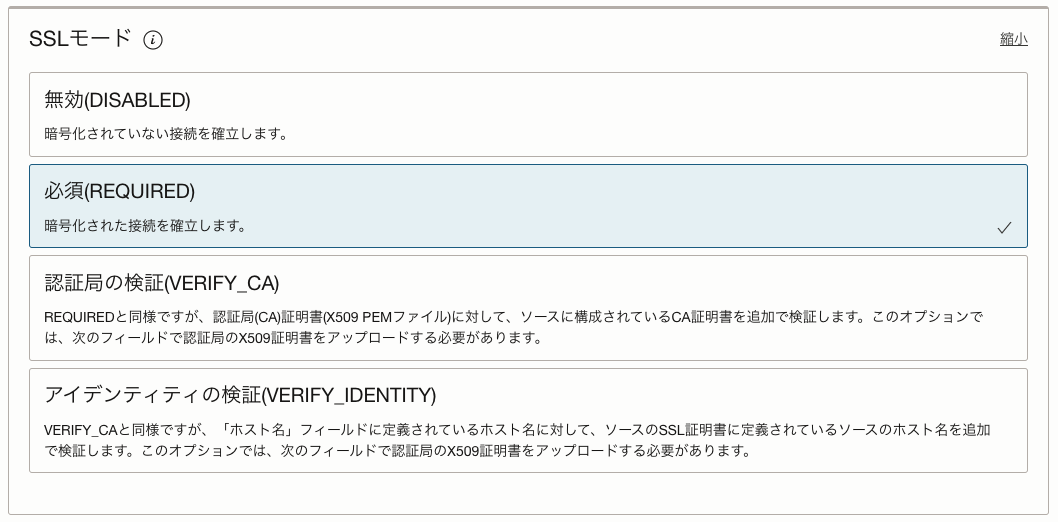 SSLモード
縮小
無効(DISABLED)
暗号化されていない接続を確立します。
必須(REQUIRED)
暗号化された接続を確立します。
認証局の検証(VERIFY_CA)
REQUIREDと同様ですが、認証局(CA)証明書(X509 PEMファイル)に対して、ソースに構成されているCA証明書を追加で検証します。このオプションで
は、次のフィールドで認証局のX509証明書をアップロードする必要があります。
アイデンティティの検証(VERIFY_IDENTITY)
VERIFY_CAと同様ですが、「ホスト名」フィールドに定義されているホスト名に対して、ソースのSSL証明書に定義されているソースのホスト名を追加
で検証します。このオプションでは、次のフィールドで認証局のX509証明書をアップロードする必要があります。